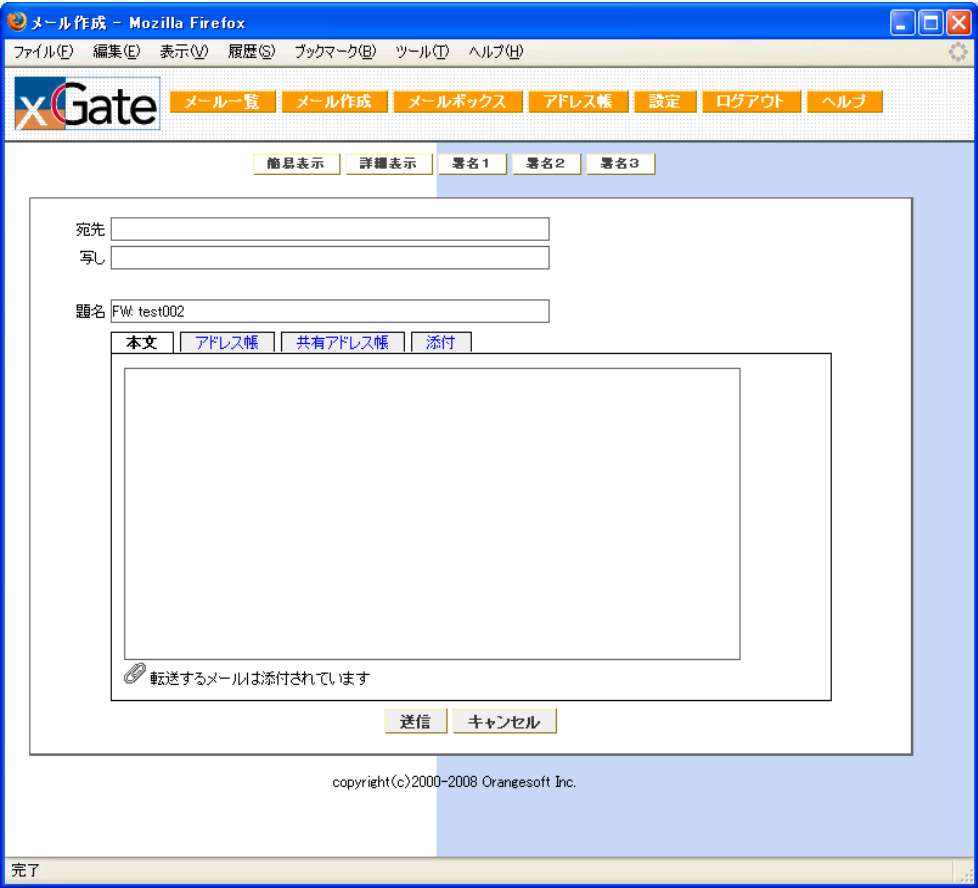 メール作成 - Mozilla Firefox
ファイル(F) 編集(E) 表示(V) 履歴(S) ブックマーク(B) ツール(T) ヘルプ(H)
xGate メール一覧 メール作成 メールボックス アドレス帳 設定 ログアウト ヘルプ
簡易表示 詳細表示 署名1 署名2 署名3
宛先
写し
題名 FW: test002
本文 アドレス帳 共有アドレス帳 添付
転送するメールは添付されています
送信 キャンセル
copyright(c)2000-2008 Orangesoft Inc.
完了